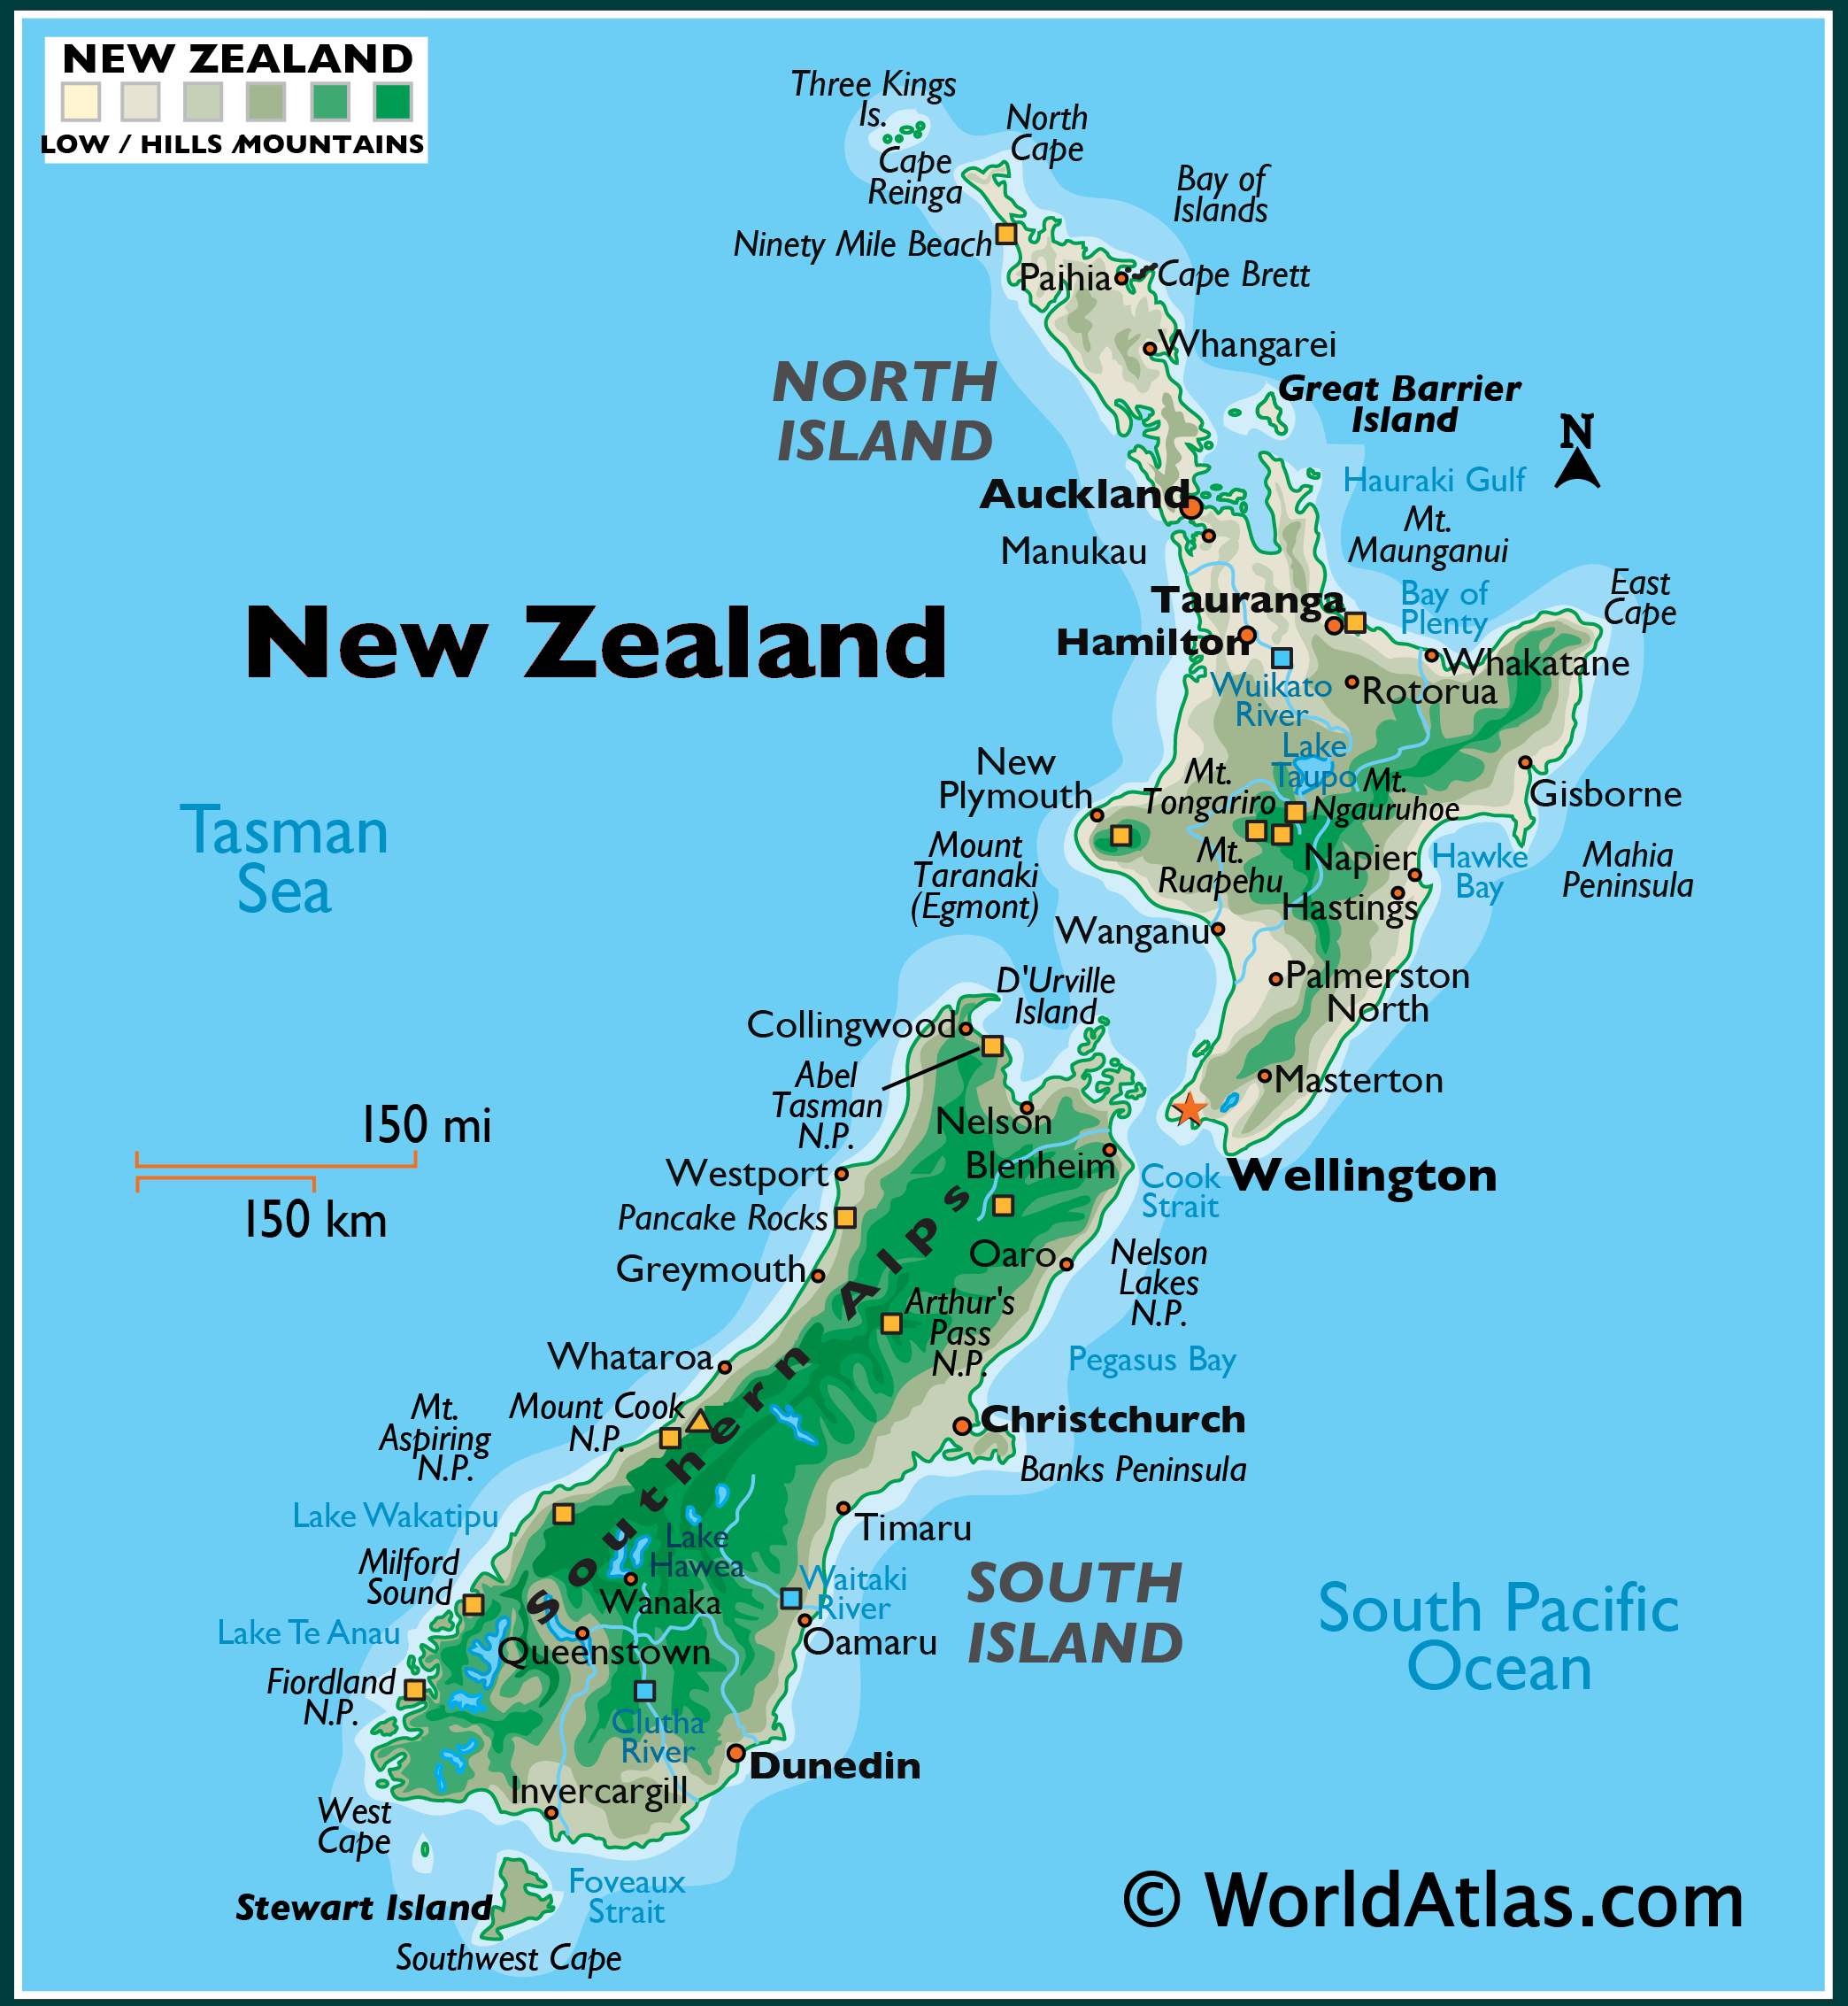 NEW ZEALAND
LOW / HILLS /MOUNTAINS
Three Kings
Is.
North
Cape
Cape
Reinga
Bay of
Islands
Ninety Mile Beach
Paihia
Cape Brett
Whangarei
NORTH
ISLAND
Great Barrier
Island
N
Auckland
Hauraki Gulf
Manukau
Mt.
Maunganui
Tauranga
Bay of
Plenty
East
Cape
New Zealand
Hamilton
Whakatane
Wuikato
River
Rotorua
Lake
Taupo
New
Plymouth
Mt.
Tongariro
Mt.
Ngauruhoe
Gisborne
Tasman
Sea
Mount
Taranaki
(Egmont)
Mt.
Ruapehu
Napier
Hawke
Bay
Mahia
Peninsula
Hastings
Wanganu
Palmerston
North
D'Urville
Island
Collingwood
Abel
Tasman
N.P.
Masterton
150 mi
150 km
Nelson
Westport
Blenheim
Cook
Strait
Wellington
Pancake Rocks
Southern Alps
Greymouth
Oaro
Nelson
Lakes
N.P.
Arthur's
Pass
N.P.
Whataroa
Pegasus Bay
Mt.
Aspiring
N.P.
Mount Cook
N.P.
Christchurch
Banks Peninsula
Lake Wakatipu
Timaru
Lake
Hawea
Milford
Sound
Wanaka
Waitaki
River
SOUTH
ISLAND
South Pacific
Ocean
Lake Te Anau
Queenstown
Oamaru
Fiordland
N.P.
Clutha
River
Dunedin
Invercargill
West
Cape
Stewart Island
Foveaux
Strait
Southwest Cape
© WorldAtlas.com